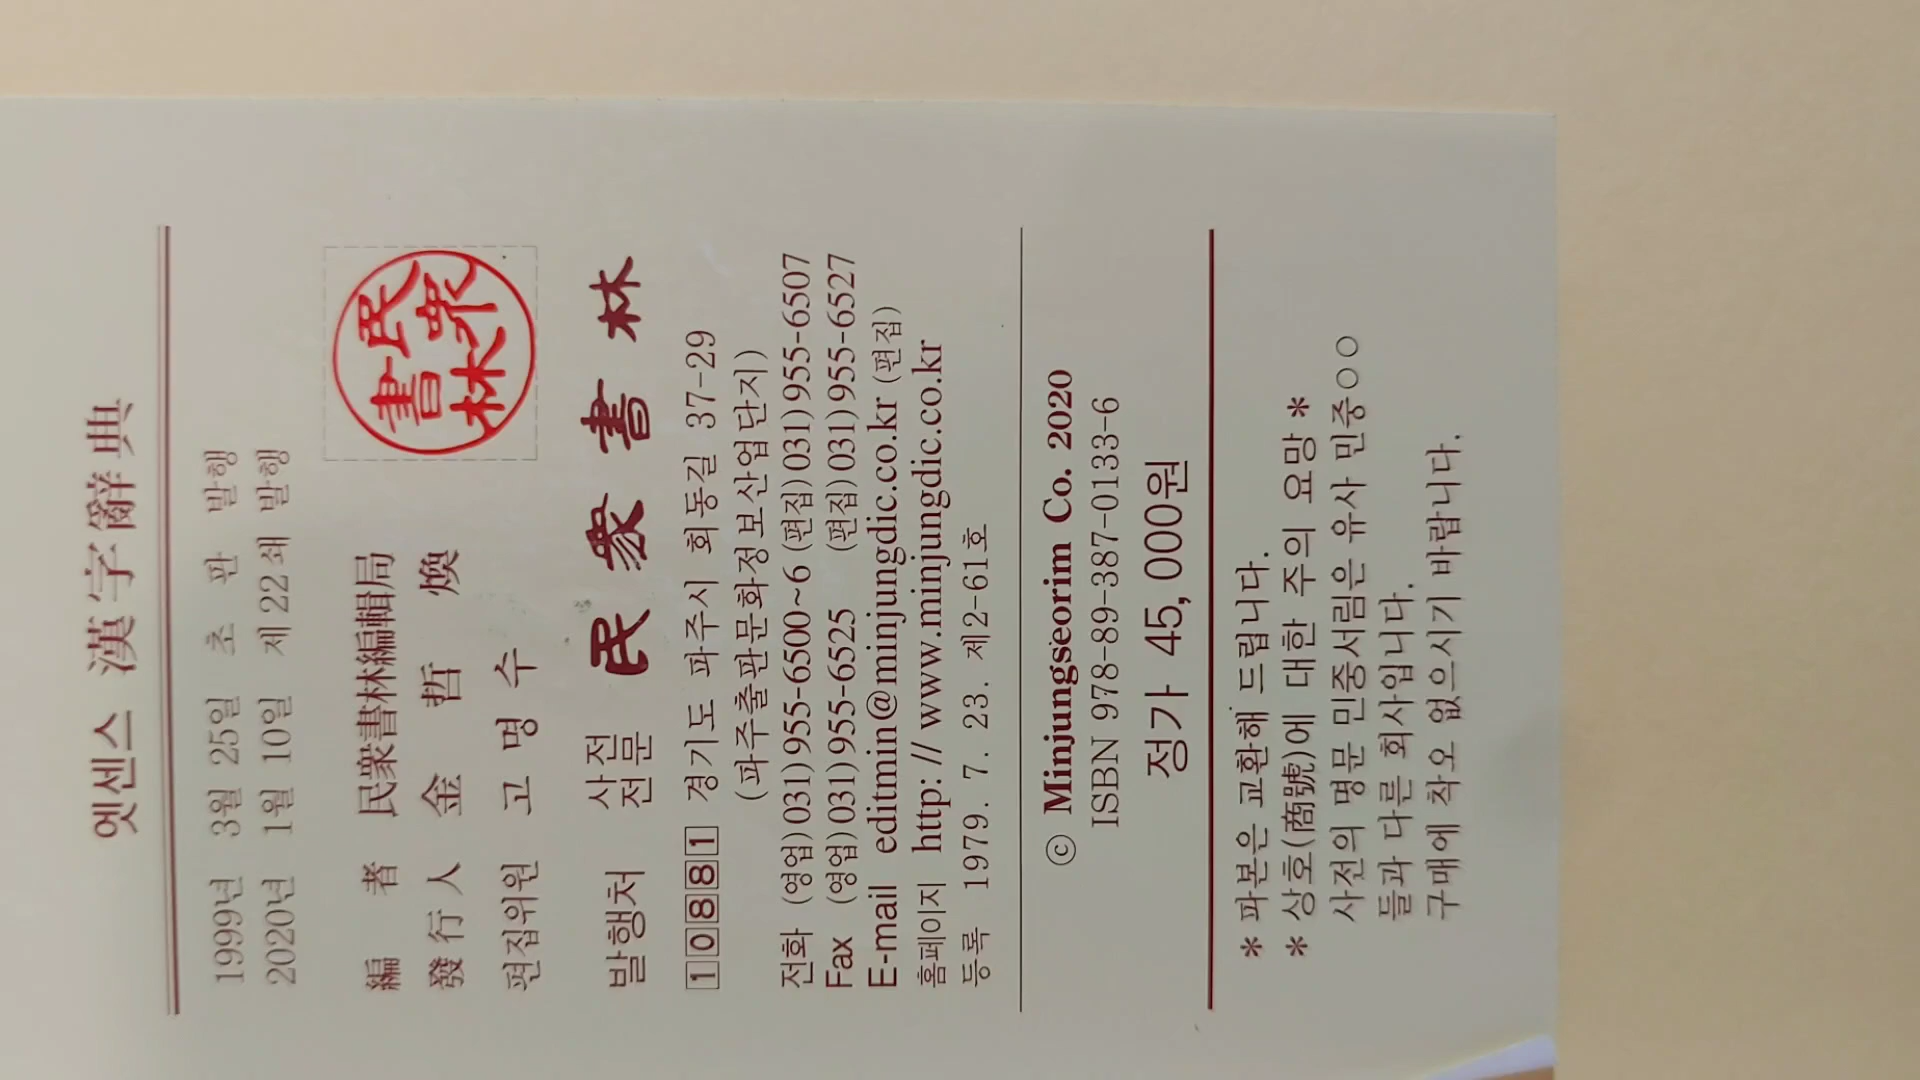 엣센스 漢字辭典
1999년 3월 25일 초 판 발행
2020년 1월 10일 제22쇄 발행
編 者 民衆書林編輯局
發行人 金 哲 煥
편집위원 고 명 수
民衆書林
발행처 사전전문 民衆書林
10881 경기도 파주시 회동길 37-29
(파주출판문화정보산업단지)
전화 (영업)031)955-6500~6 (편집)031)955-6507
Fax (영업)031)955-6525 (편집)031)955-6527
E-mail editmin@minjungdic.co.kr (편집)
홈페이지 http://www.minjungdic.co.kr
등록 1979. 7. 23. 제2-61호
ⓒ Minjungseorim Co. 2020
ISBN 978-89-387-0133-6
정가 45,000원
* 파본은 교환해 드립니다.
* 상호(商號)에 대한 주의 요망 *
사전의 명문 민중서림은 유사 민중○○
들과 다른 회사입니다.
구매에 착오 없으시기 바랍니다.